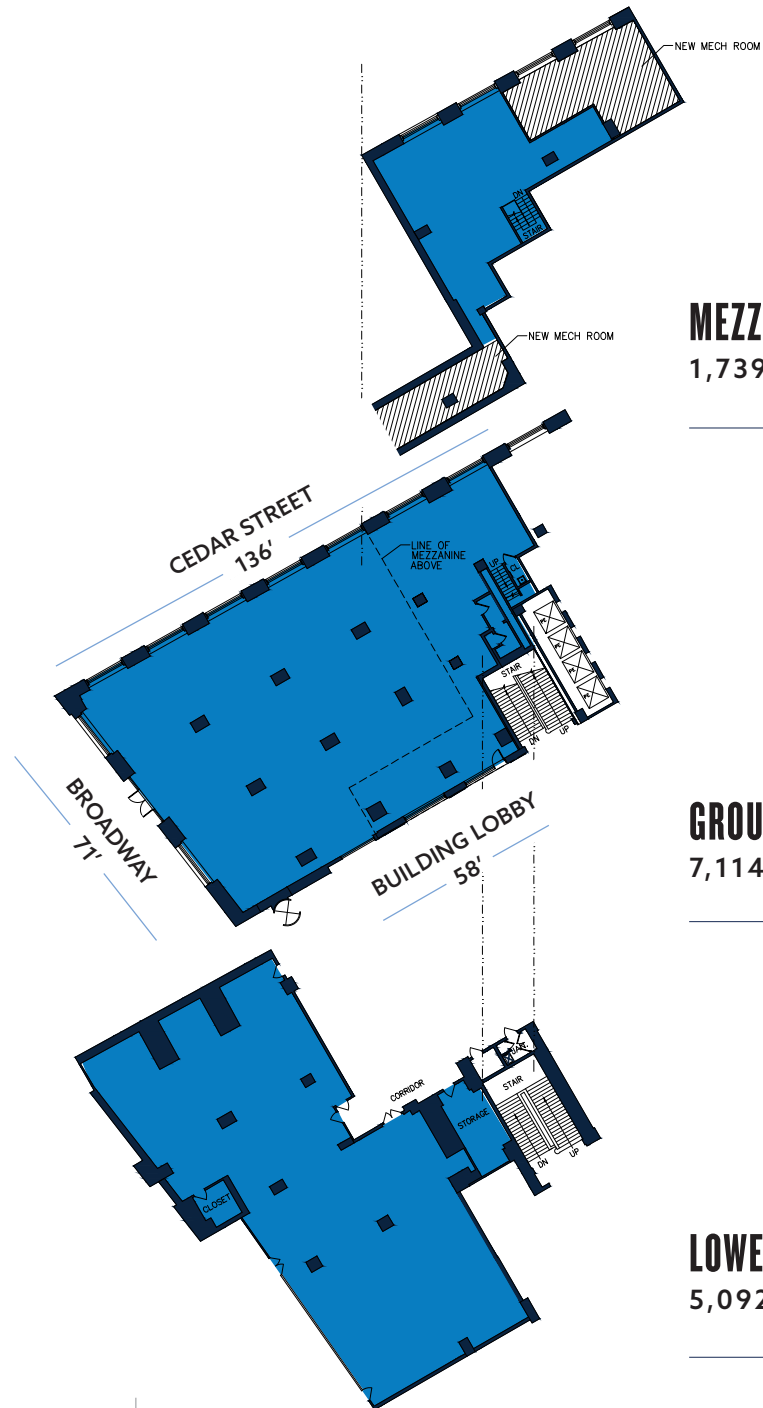 NEW MECH ROOM
DN
STAIR
MEZZ
1,739
NEW MECH ROOM
CEDAR STREET
136'
LINE OF
MEZZANINE
ABOVE
UP
CL
STAIR
DN
UP
BROADWAY
71'
BUILDING LOBBY
58'
GROU
7,114
CORRIDOR
STORAGE
STAIR
DN
UP
CLOSET
LOWE
5,092